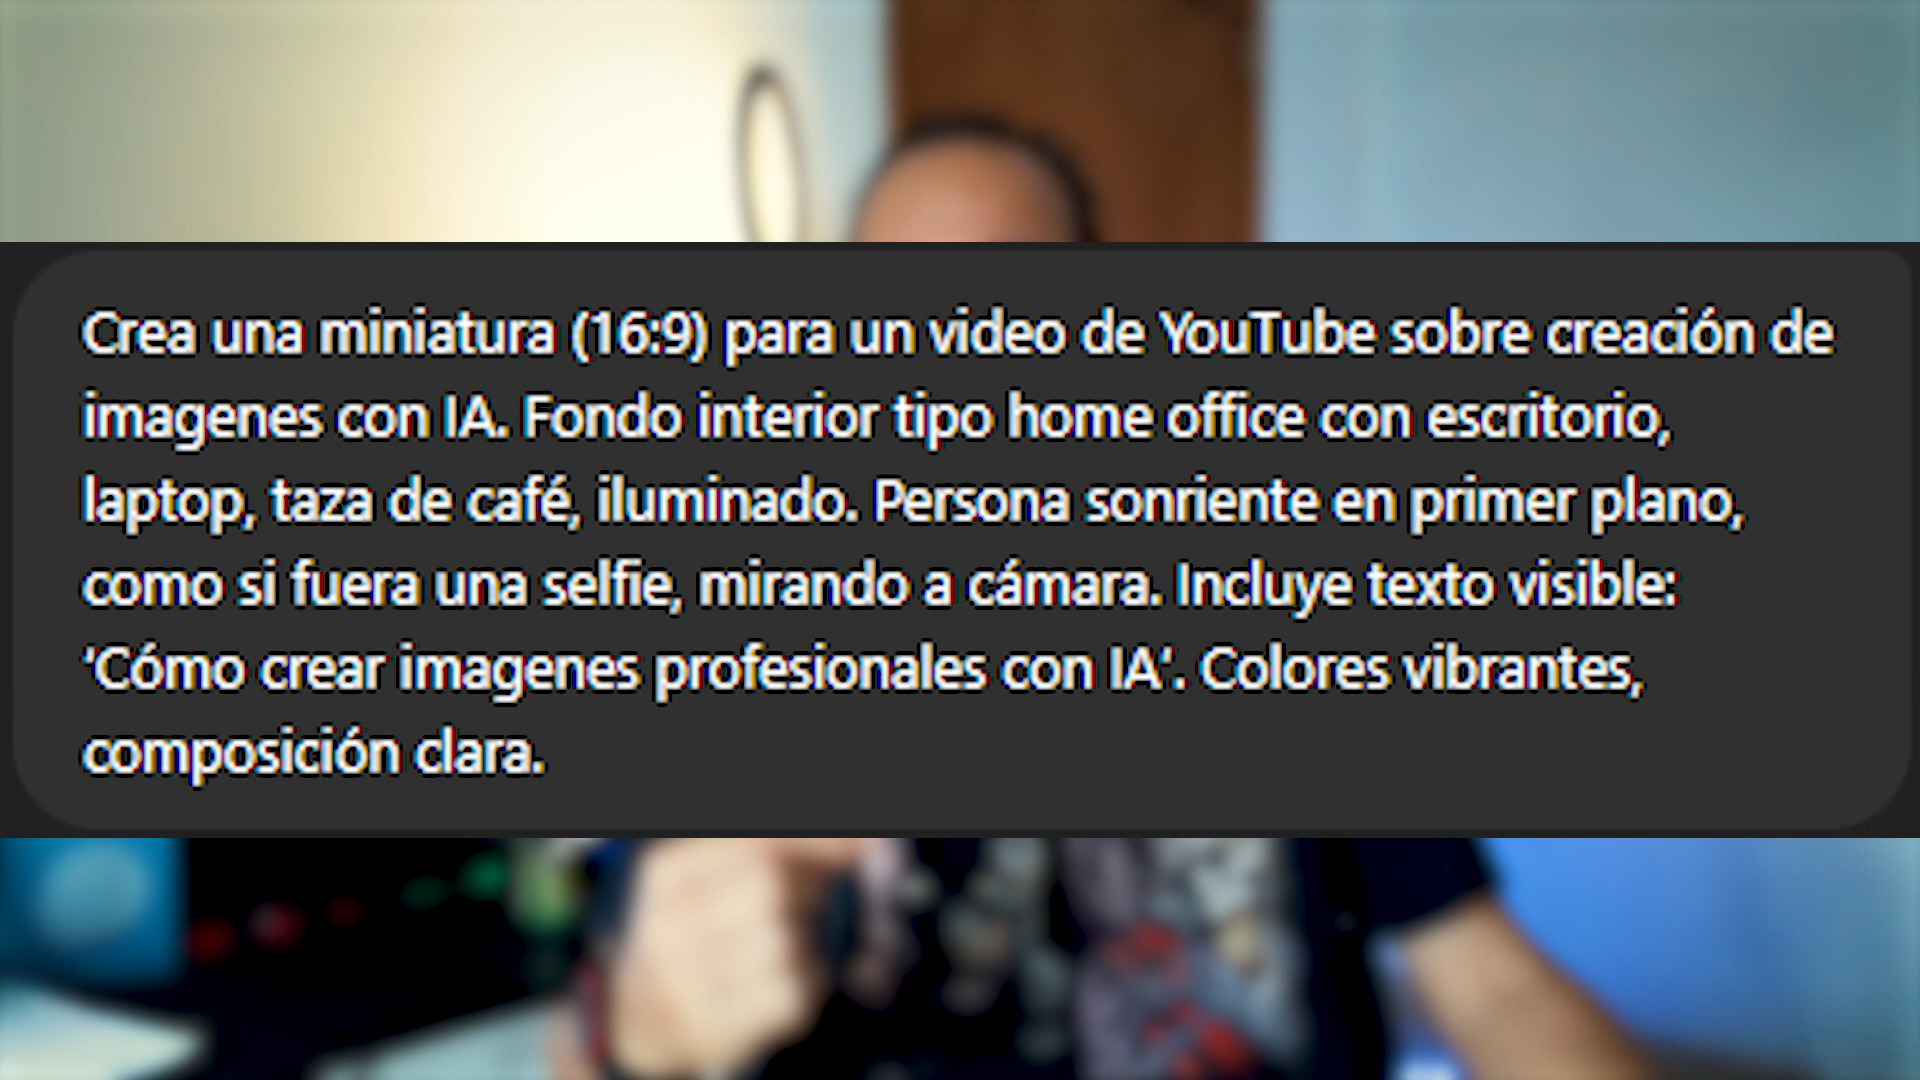 Crea una miniatura (16:9) para un video de YouTube sobre creación de
imagenes con IA. Fondo interior tipo home office con escritorio,
laptop, taza de café, iluminado. Persona sonriente en primer plano,
como si fuera una selfie, mirando a cámara. Incluye texto visible:
‘Cómo crear imagenes profesionales con IA‘. Colores vibrantes,
composición clara.